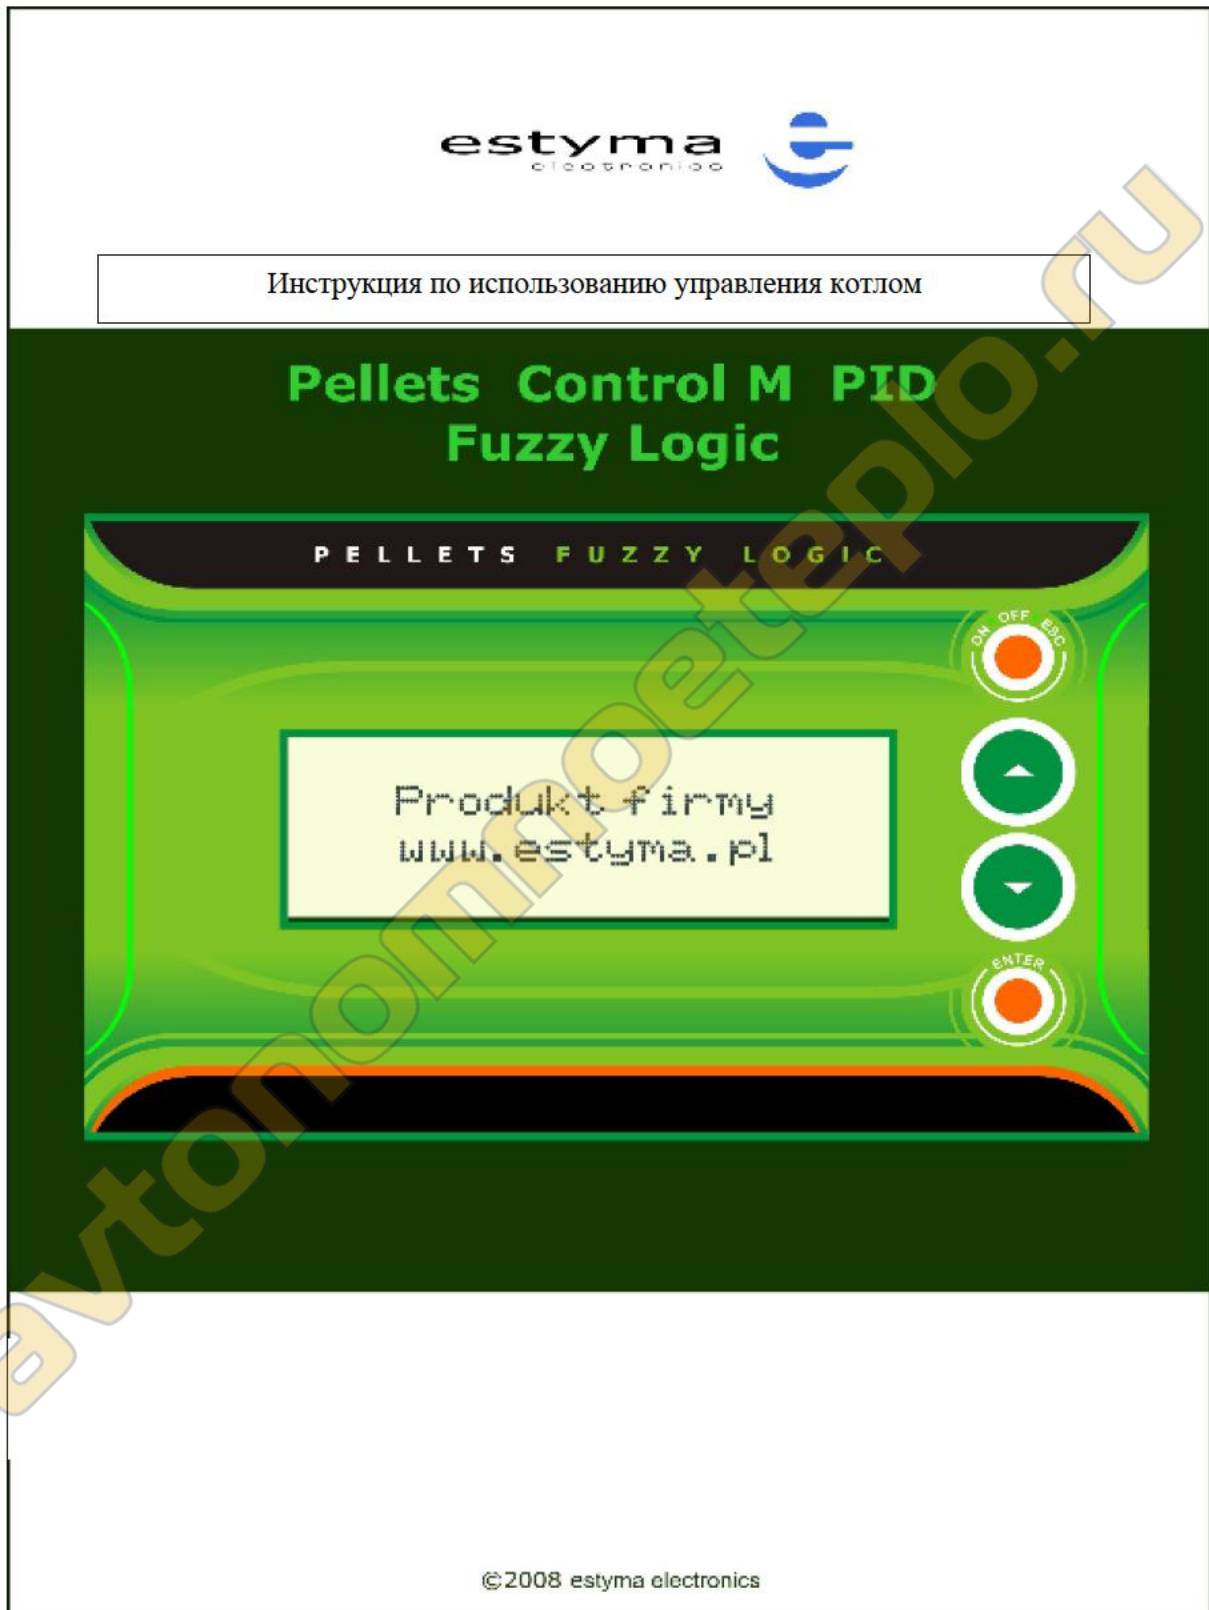 estyma
electronics
Инструкция по использованию управления котлом
Pellets Control M PID
Fuzzy Logic
PELLETS FUZZY LOGIC
ON OFF ESC
Produkt firmy
www.estyma.pl
ENTER
avtonomnoeteplo.ru
©2008 estyma electronics